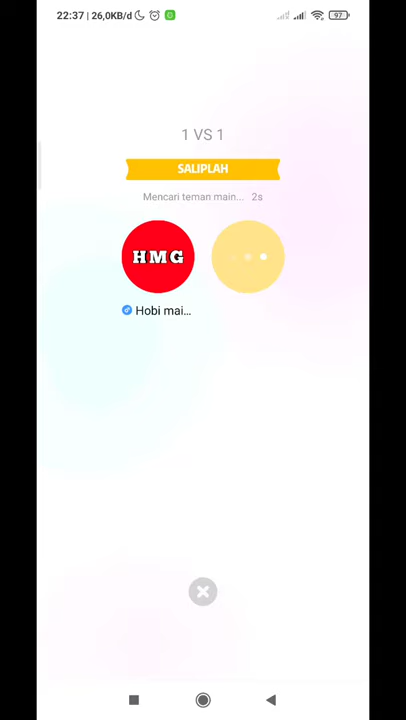 22:37 | 26,0KB/d 97
1 VS 1
SALIPLAH
Mencari teman main... 2s
HMG
Hobi mai...